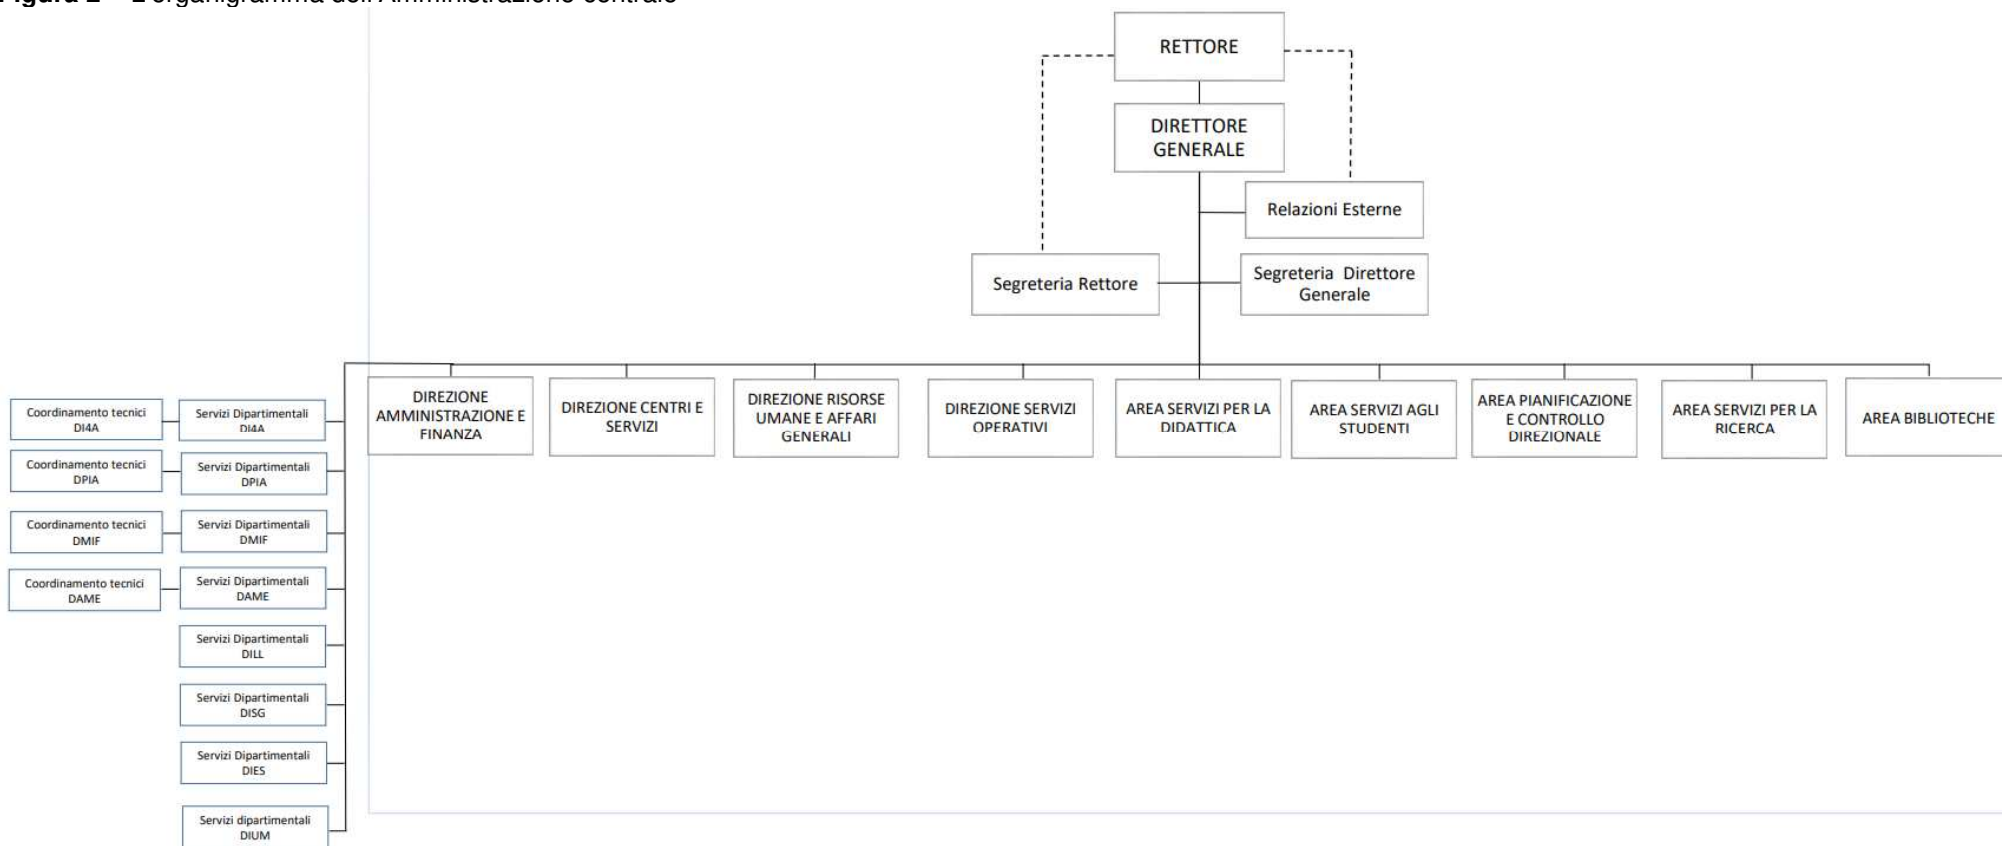 Figura 2 – L'organigramma dell'Amministrazione centrale
RETTORE
DIRETTORE
GENERALE
Relazioni Esterne
Segreteria Rettore
Segreteria Direttore
Generale
DIREZIONE
AMMINISTRAZIONE E
FINANZA
DIREZIONE CENTRI E
SERVIZI
DIREZIONE RISORSE
UMANE E AFFARI
GENERALI
DIREZIONE SERVIZI
OPERATIVI
AREA SERVIZI PER LA
DIDATTICA
AREA SERVIZI AGLI
STUDENTI
AREA PIANIFICAZIONE
E CONTROLLO
DIREZIONALE
AREA SERVIZI PER LA
RICERCA
AREA BIBLIOTECHE
Coordinamento tecnici
DI4A
Servizi Dipartimentali
DI4A
Coordinamento tecnici
DPIA
Servizi Dipartimentali
DPIA
Coordinamento tecnici
DMIF
Servizi Dipartimentali
DMIF
Coordinamento tecnici
DAME
Servizi Dipartimentali
DAME
Servizi Dipartimentali
DILL
Servizi Dipartimentali
DISG
Servizi Dipartimentali
DIES
Servizi dipartimentali
DIUM